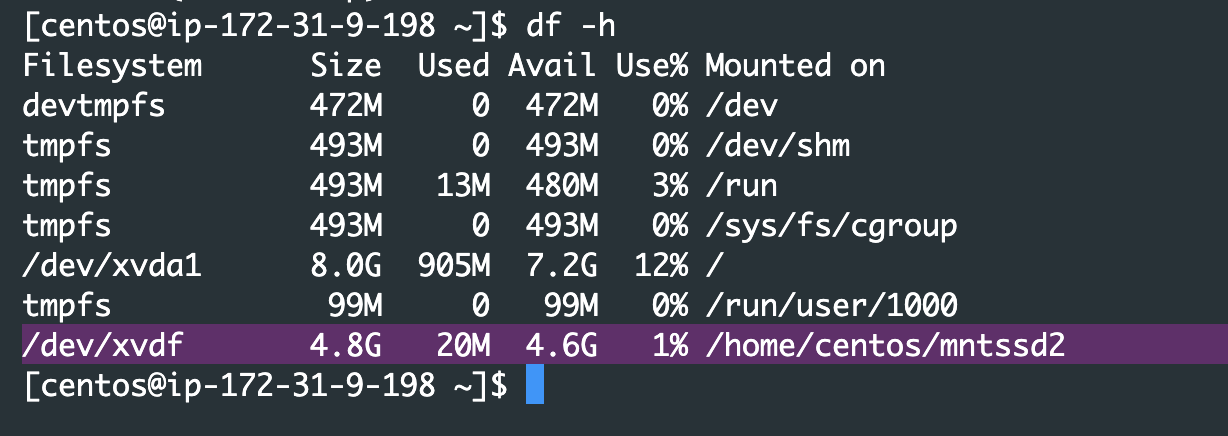 [centos@ip-172-31-9-198 ~]$ df -h
Filesystem      Size  Used Avail Use% Mounted on
devtmpfs        472M     0  472M   0% /dev
tmpfs           493M     0  493M   0% /dev/shm
tmpfs           493M   13M  480M   3% /run
tmpfs           493M     0  493M   0% /sys/fs/cgroup
/dev/xvda1      8.0G  905M  7.2G  12% /
tmpfs            99M     0   99M   0% /run/user/1000
/dev/xvdf       4.8G   20M  4.6G   1% /home/centos/mntssd2
[centos@ip-172-31-9-198 ~]$